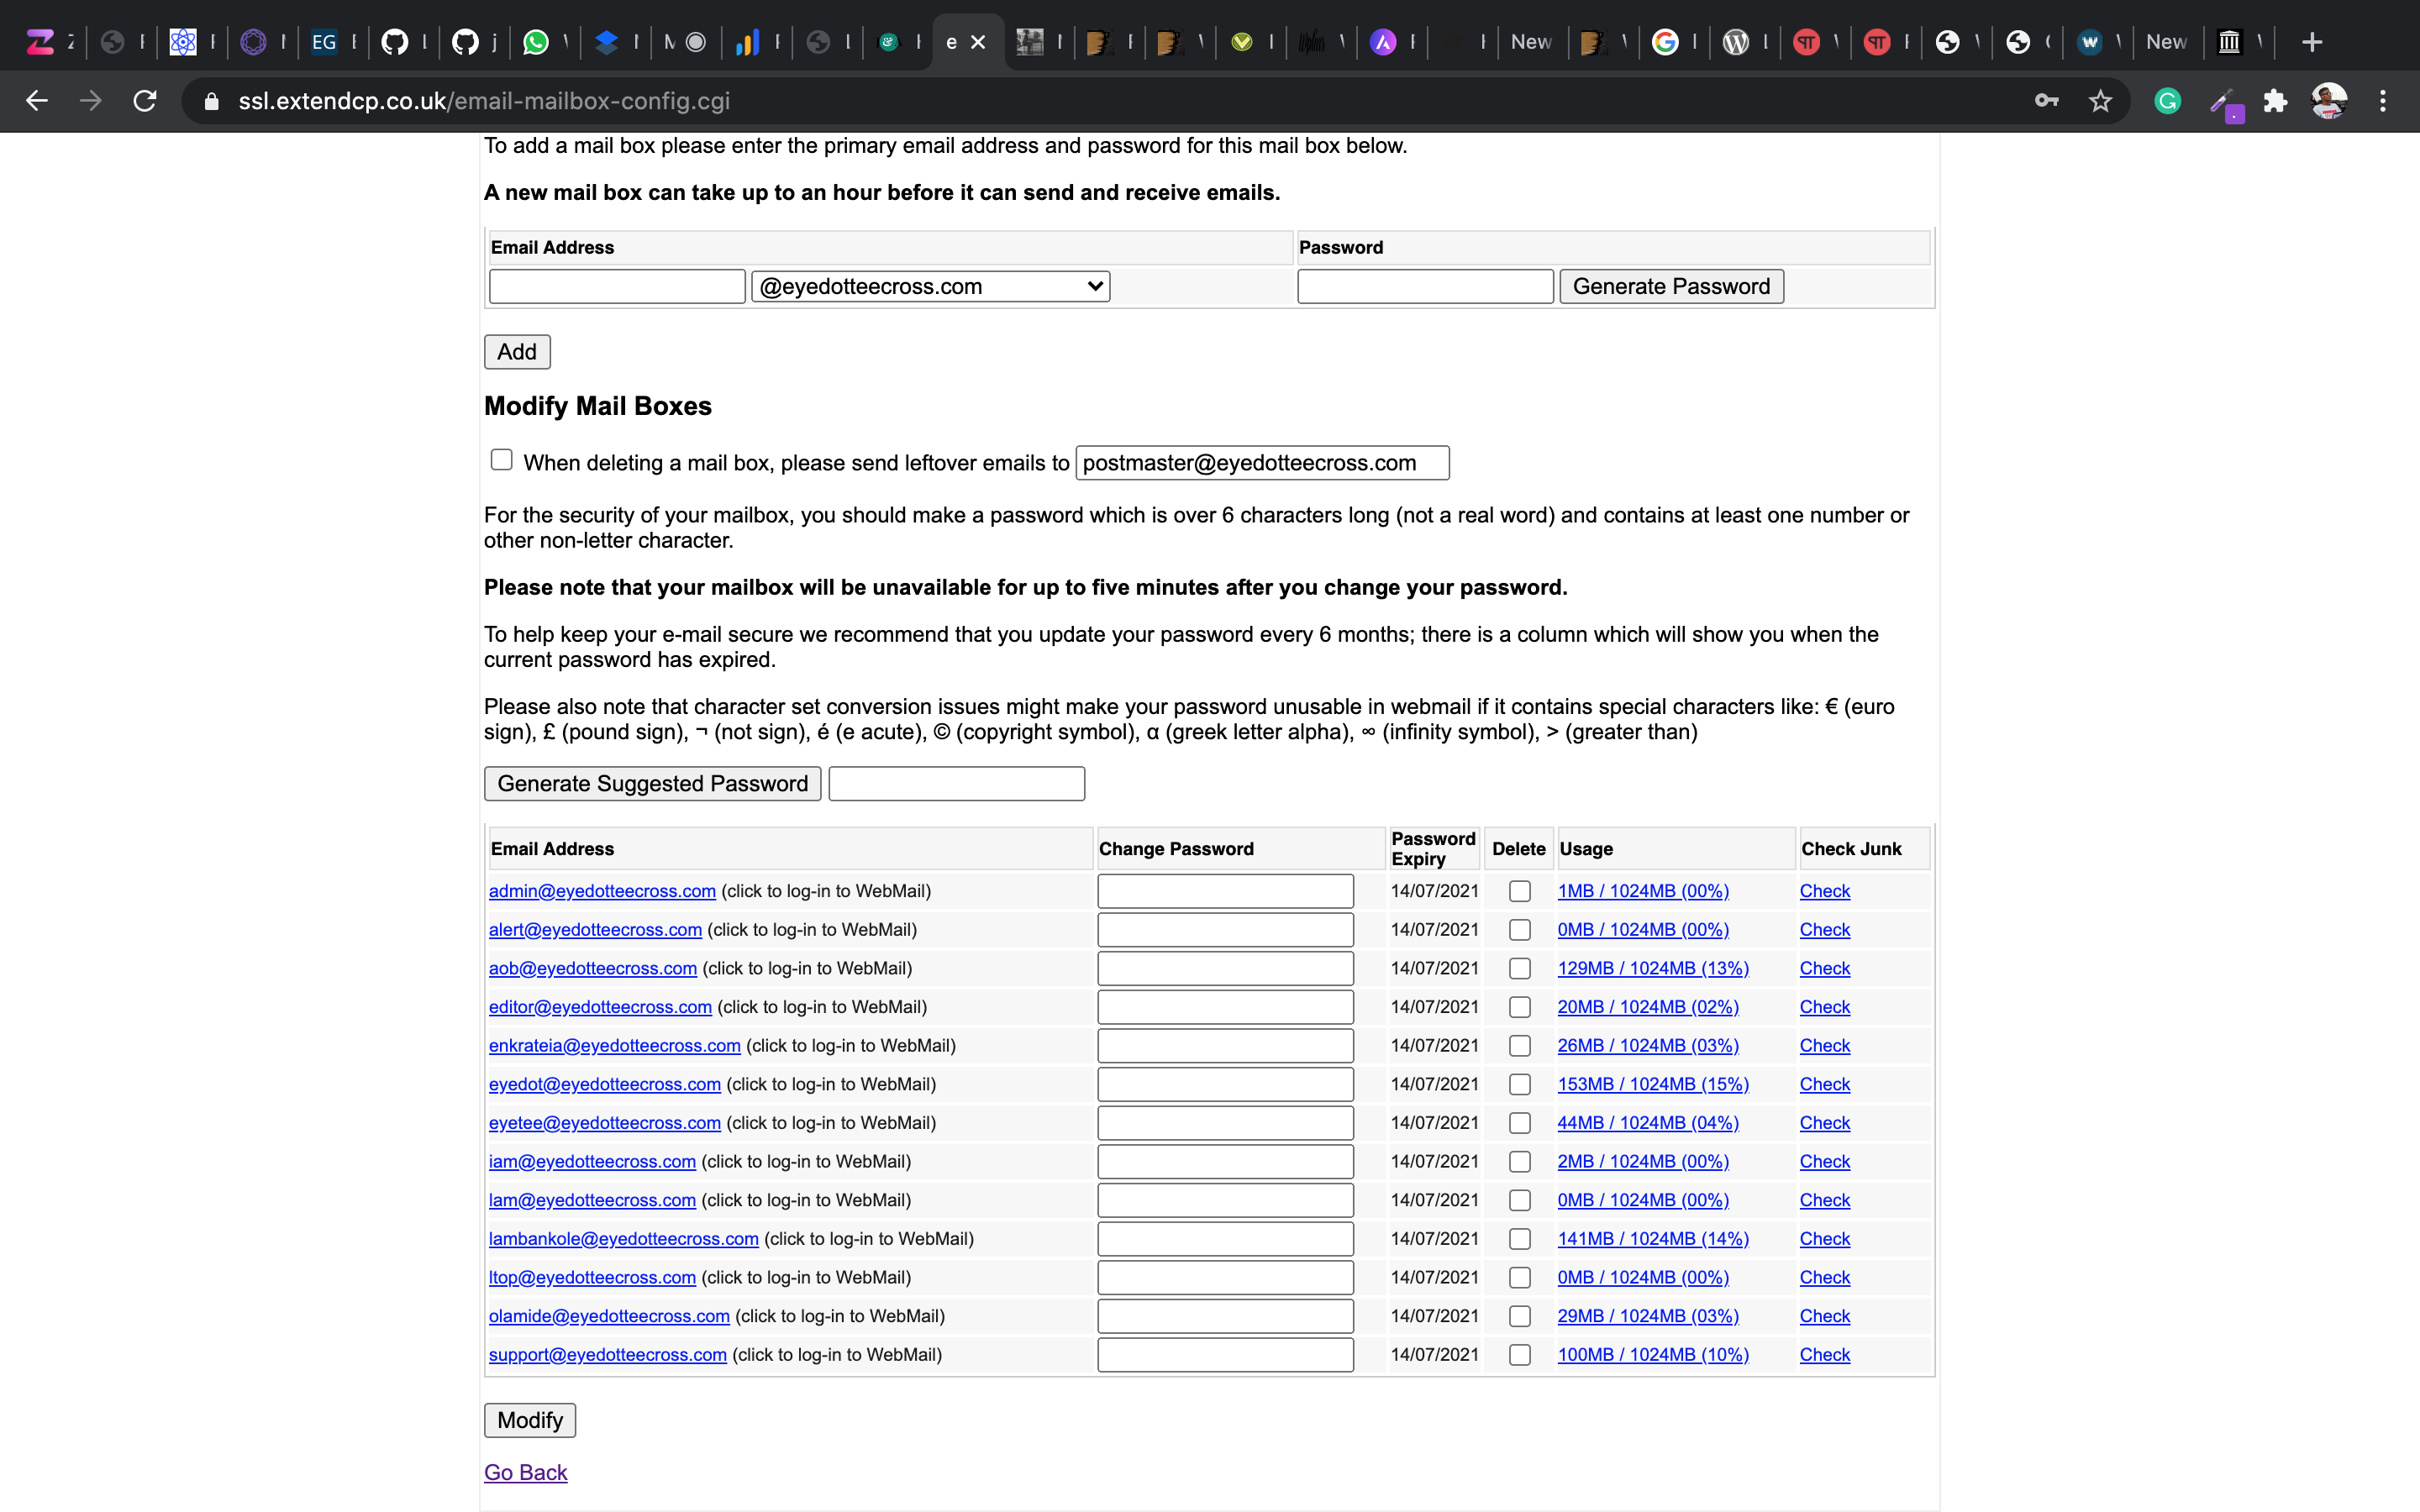 EG
M
e
New
New
ssl.extendcp.co.uk/email-mailbox-config.cgi
To add a mail box please enter the primary email address and password for this mail box below.
A new mail box can take up to an hour before it can send and receive emails.
Email Address Password
@eyedotteecross.com Generate Password
Add
Modify Mail Boxes
When deleting a mail box, please send leftover emails to postmaster@eyedotteecross.com
For the security of your mailbox, you should make a password which is over 6 characters long (not a real word) and contains at least one number or
other non-letter character.
Please note that your mailbox will be unavailable for up to five minutes after you change your password.
To help keep your e-mail secure we recommend that you update your password every 6 months; there is a column which will show you when the
current password has expired.
Please also note that character set conversion issues might make your password unusable in webmail if it contains special characters like: € (euro
sign), £ (pound sign), ¬ (not sign), é (e acute), © (copyright symbol), α (greek letter alpha), ∞ (infinity symbol), > (greater than)
Generate Suggested Password
Email Address Change Password Password Expiry Delete Usage Check Junk
admin@eyedotteecross.com (click to log-in to WebMail) 14/07/2021 1MB / 1024MB (00%) Check
alert@eyedotteecross.com (click to log-in to WebMail) 14/07/2021 0MB / 1024MB (00%) Check
aob@eyedotteecross.com (click to log-in to WebMail) 14/07/2021 129MB / 1024MB (13%) Check
editor@eyedotteecross.com (click to log-in to WebMail) 14/07/2021 20MB / 1024MB (02%) Check
enkrateia@eyedotteecross.com (click to log-in to WebMail) 14/07/2021 26MB / 1024MB (03%) Check
eyedot@eyedotteecross.com (click to log-in to WebMail) 14/07/2021 153MB / 1024MB (15%) Check
eyetee@eyedotteecross.com (click to log-in to WebMail) 14/07/2021 44MB / 1024MB (04%) Check
iam@eyedotteecross.com (click to log-in to WebMail) 14/07/2021 2MB / 1024MB (00%) Check
lam@eyedotteecross.com (click to log-in to WebMail) 14/07/2021 0MB / 1024MB (00%) Check
lambankole@eyedotteecross.com (click to log-in to WebMail) 14/07/2021 141MB / 1024MB (14%) Check
ltop@eyedotteecross.com (click to log-in to WebMail) 14/07/2021 0MB / 1024MB (00%) Check
olamide@eyedotteecross.com (click to log-in to WebMail) 14/07/2021 29MB / 1024MB (03%) Check
support@eyedotteecross.com (click to log-in to WebMail) 14/07/2021 100MB / 1024MB (10%) Check
Modify
Go Back